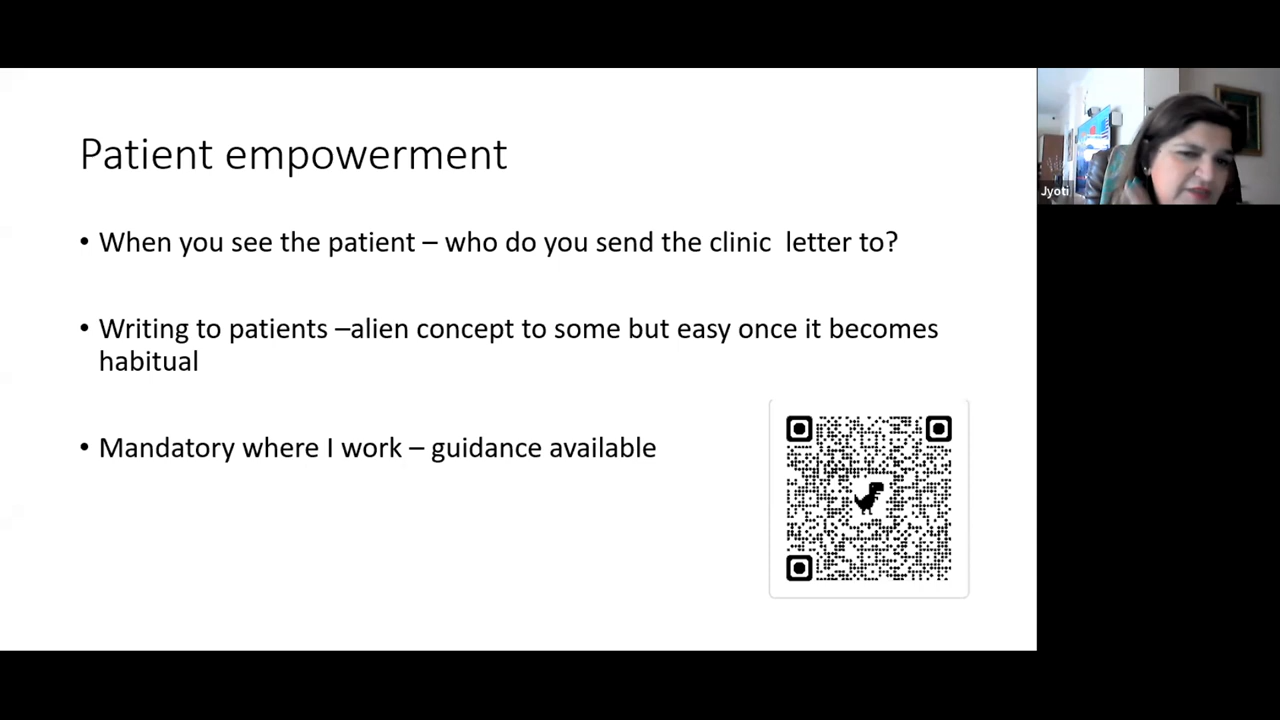 Patient empowerment
• When you see the patient – who do you send the clinic  letter to?
• Writing to patients –alien concept to some but easy once it becomes
habitual
• Mandatory where I work – guidance available
Jyoti